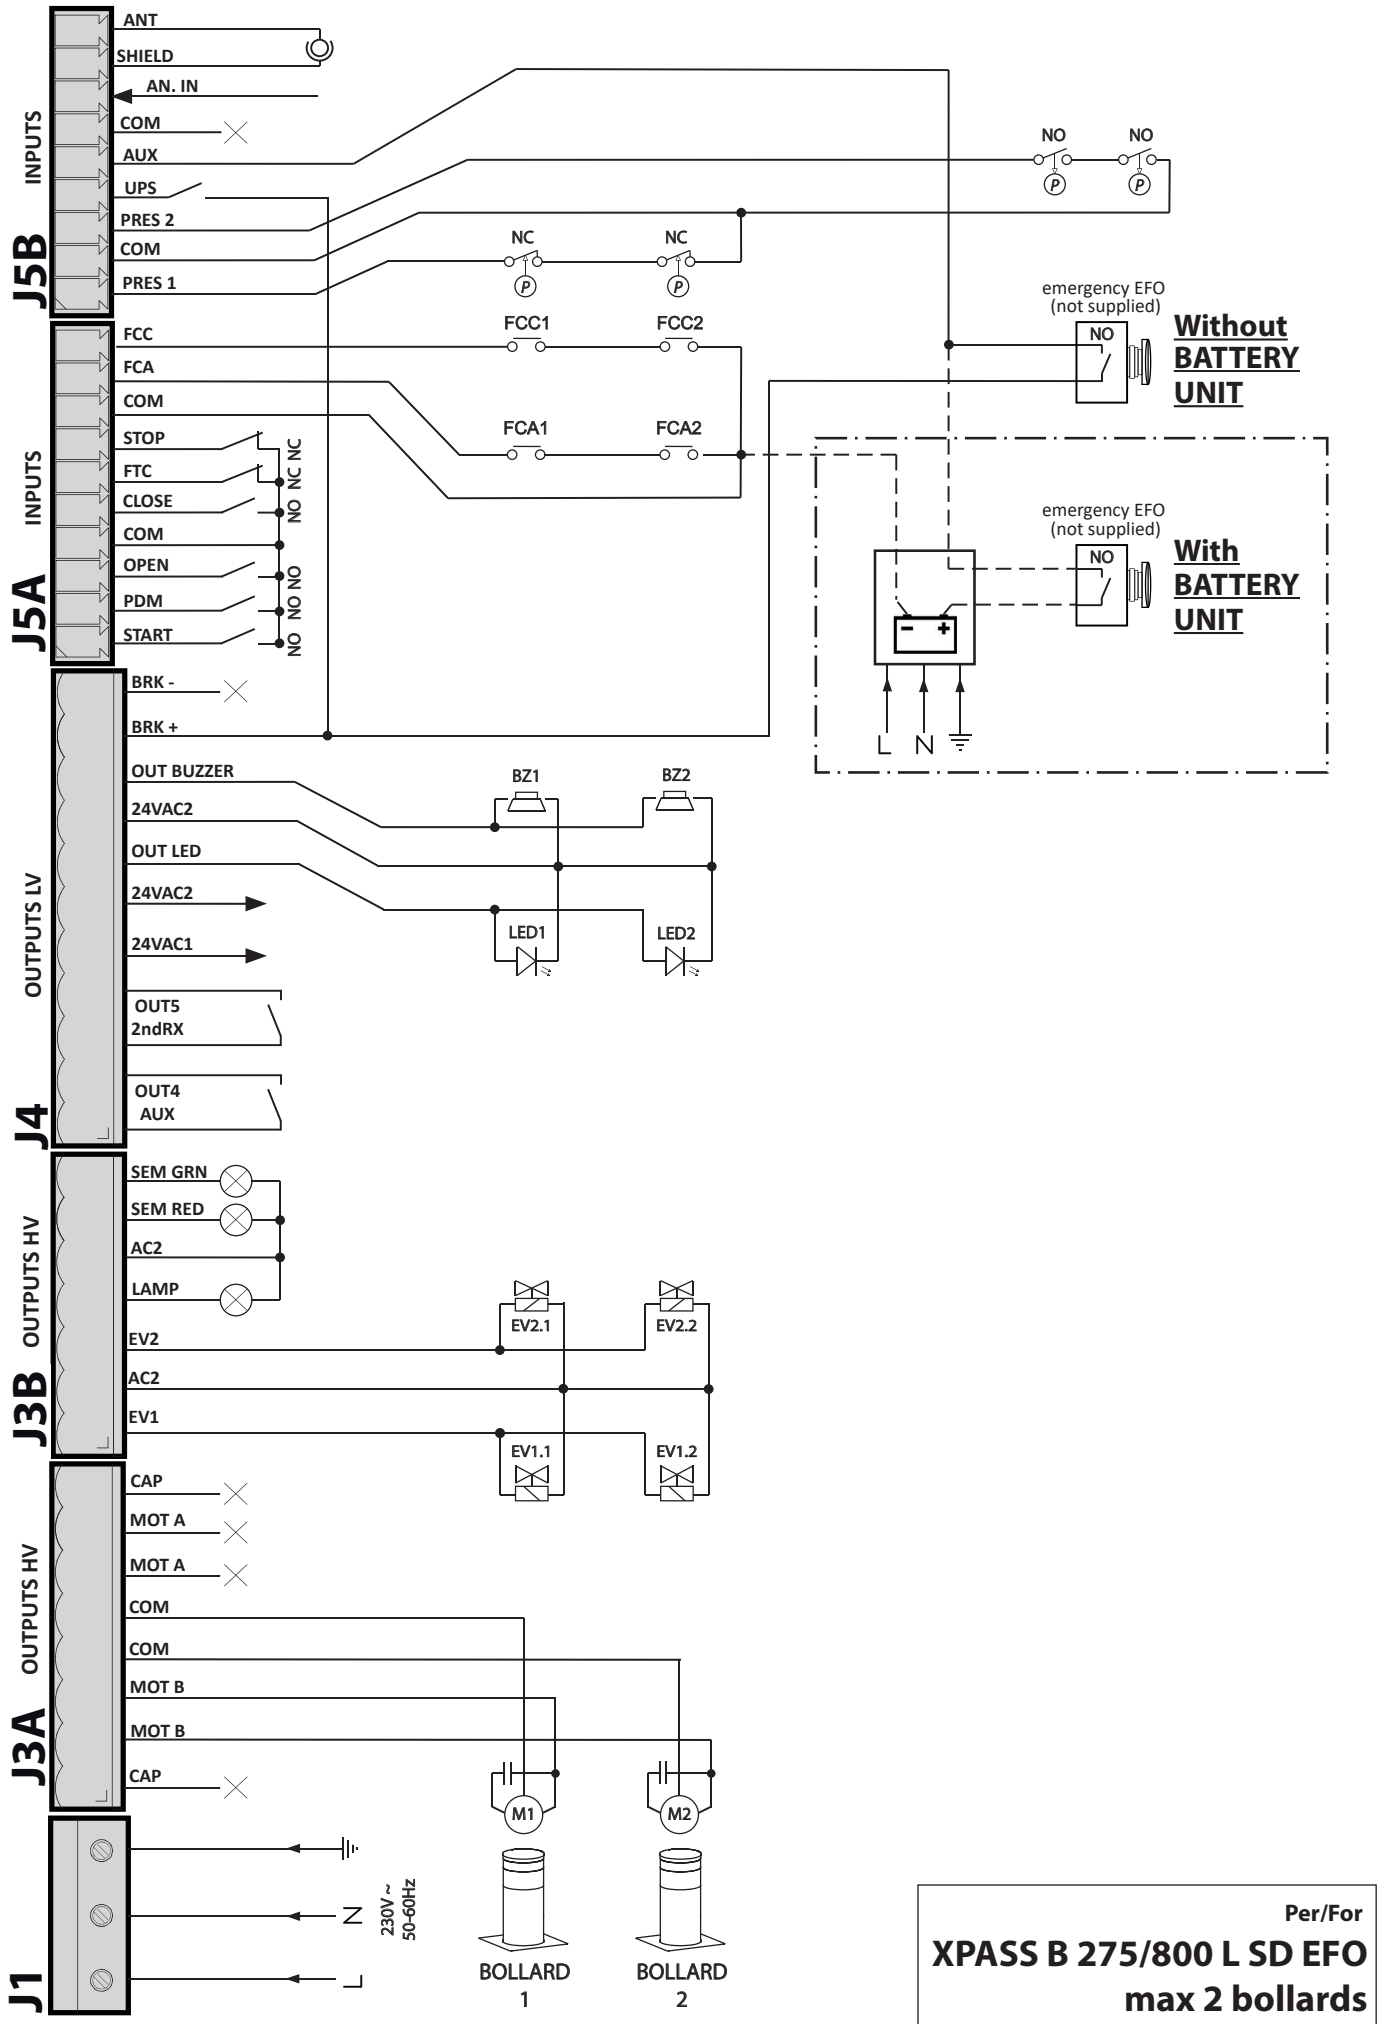 J5B
INPUTS
ANT
SHIELD
AN. IN
COM
AUX
UPS
PRES 2
COM
PRES 1
NO
NO
P
P
NC
NC
P
P
J5A
INPUTS
FCC
FCA
COM
STOP
FTC
CLOSE
COM
OPEN
PDM
START
NO NC NC
NO NO NO
FCC1
FCC2
FCA1
FCA2
emergency EFO
(not supplied)
NO
Without
BATTERY
UNIT
emergency EFO
(not supplied)
NO
With
BATTERY
UNIT
- +
L
N
J4
OUTPUTS LV
BRK -
BRK +
OUT BUZZER
24VAC2
OUT LED
24VAC2
24VAC1
OUT5
2ndRX
OUT4
AUX
BZ1
BZ2
LED1
LED2
J3B
OUTPUTS HV
SEM GRN
SEM RED
AC2
LAMP
EV2
AC2
EV1
EV2.1
EV2.2
EV1.1
EV1.2
J3A
OUTPUTS HV
CAP
MOT A
MOT A
COM
COM
MOT B
MOT B
CAP
M1
M2
J1
N
L
230V ~
50-60Hz
BOLLARD
1
BOLLARD
2
Per/For
XPASS B 275/800 L SD EFO
max 2 bollards